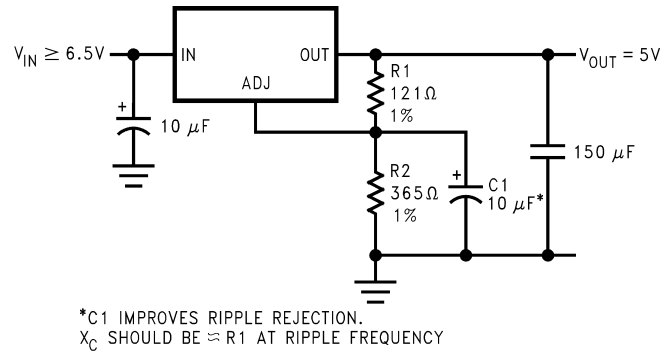 V_IN ≥ 6.5V
IN
OUT
ADJ
V_OUT = 5V
+
10 μF
R1
121Ω
1%
R2
365Ω
1%
+
C1
10 μF*
150 μF
*C1 IMPROVES RIPPLE REJECTION.
X_C SHOULD BE ≈ R1 AT RIPPLE FREQUENCY